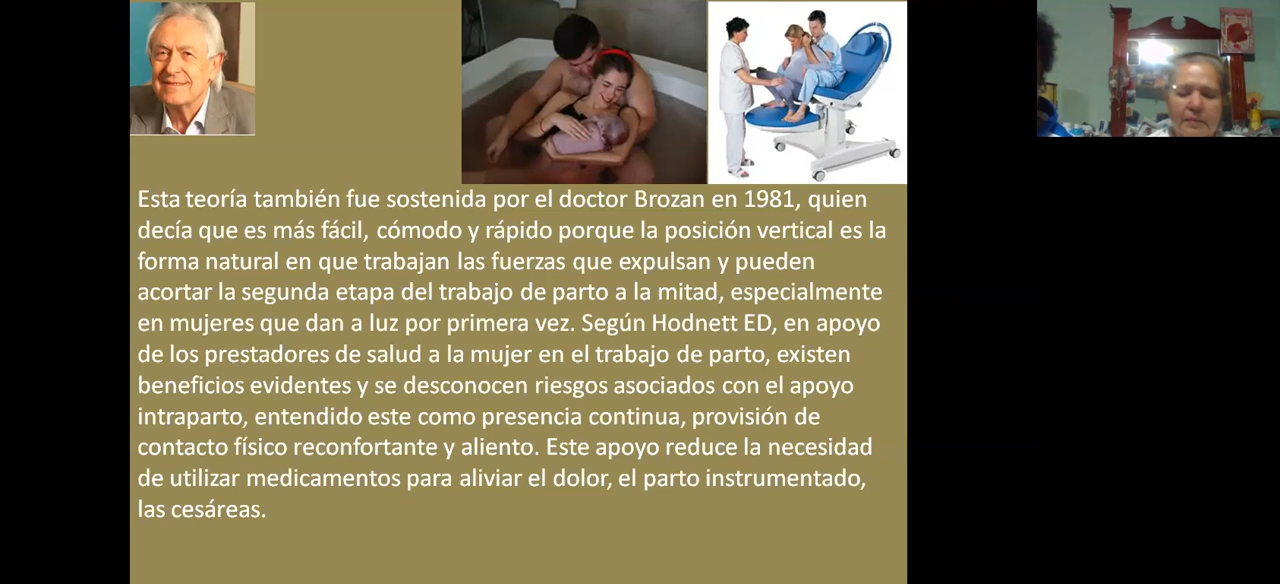 Esta teoría también fue sostenida por el doctor Brozan en 1981, quien
decía que es más fácil, cómodo y rápido porque la posición vertical es la
forma natural en que trabajan las fuerzas que expulsan y pueden
acortar la segunda etapa del trabajo de parto a la mitad, especialmente
en mujeres que dan a luz por primera vez. Según Hodnett ED, en apoyo
de los prestadores de salud a la mujer en el trabajo de parto, existen
beneficios evidentes y se desconocen riesgos asociados con el apoyo
intraparto, entendido este como presencia continua, provisión de
contacto físico reconfortante y aliento. Este apoyo reduce la necesidad
de utilizar medicamentos para aliviar el dolor, el parto instrumentado,
las cesáreas.